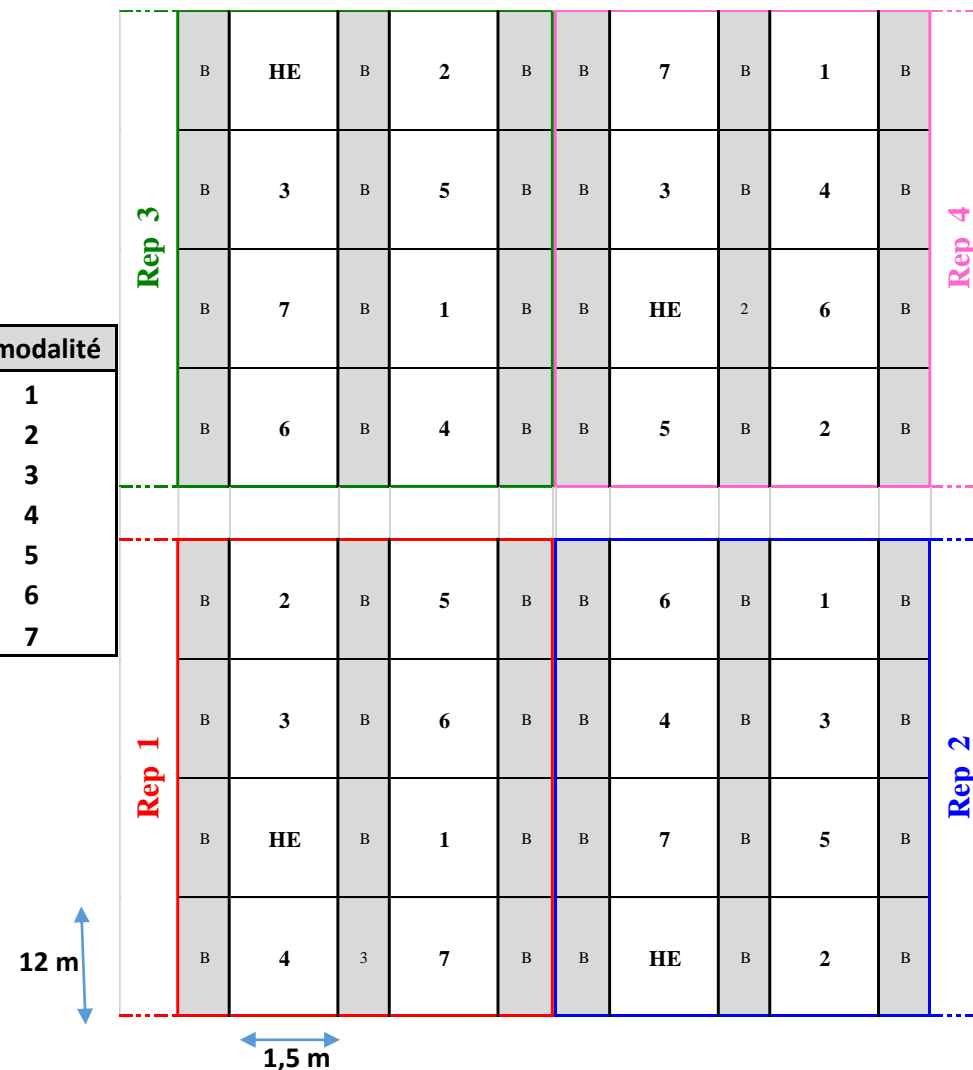 B HE B 2 B B 7 B 1 B
B 3 B 5 B B 3 B 4 B
Rep 3
Rep 4
B 7 B 1 B B HE 2 6 B
modalité
1
2
3
4
5
6
7
B 6 B 4 B B 5 B 2 B
B 2 B 5 B B 6 B 1 B
B 3 B 6 B B 4 B 3 B
Rep 1
Rep 2
B HE B 1 B B 7 B 5 B
12 m
B 4 3 7 B B HE B 2 B
1,5 m